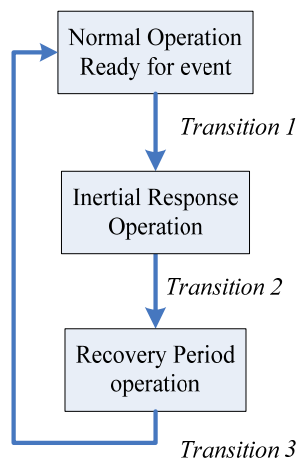 Normal Operation
Ready for event
Transition 1
Inertial Response
Operation
Transition 2
Recovery Period
operation
Transition 3